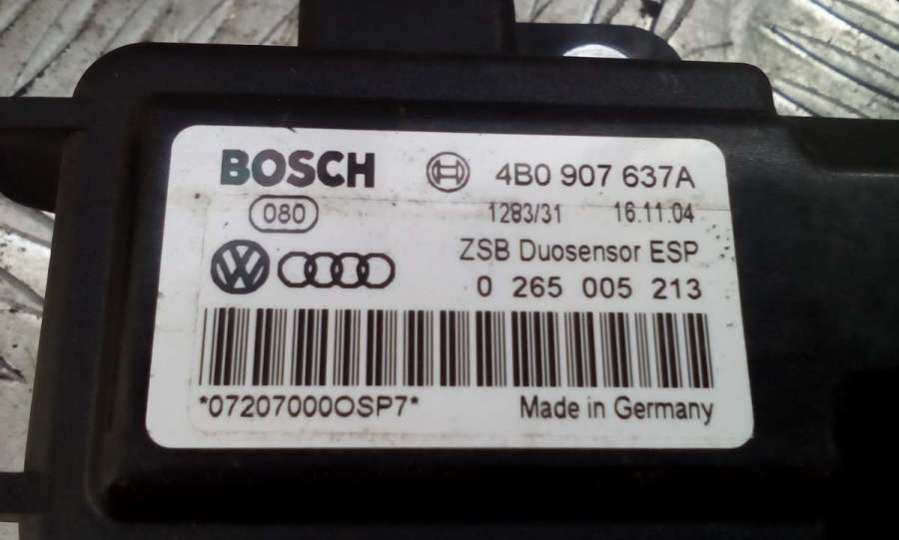 BOSCH 4B0 907 637A
080 1283/31 16.11.04
ZSB Duosensor ESP
0 265 005 213
*07207000OSP7* Made in Germany